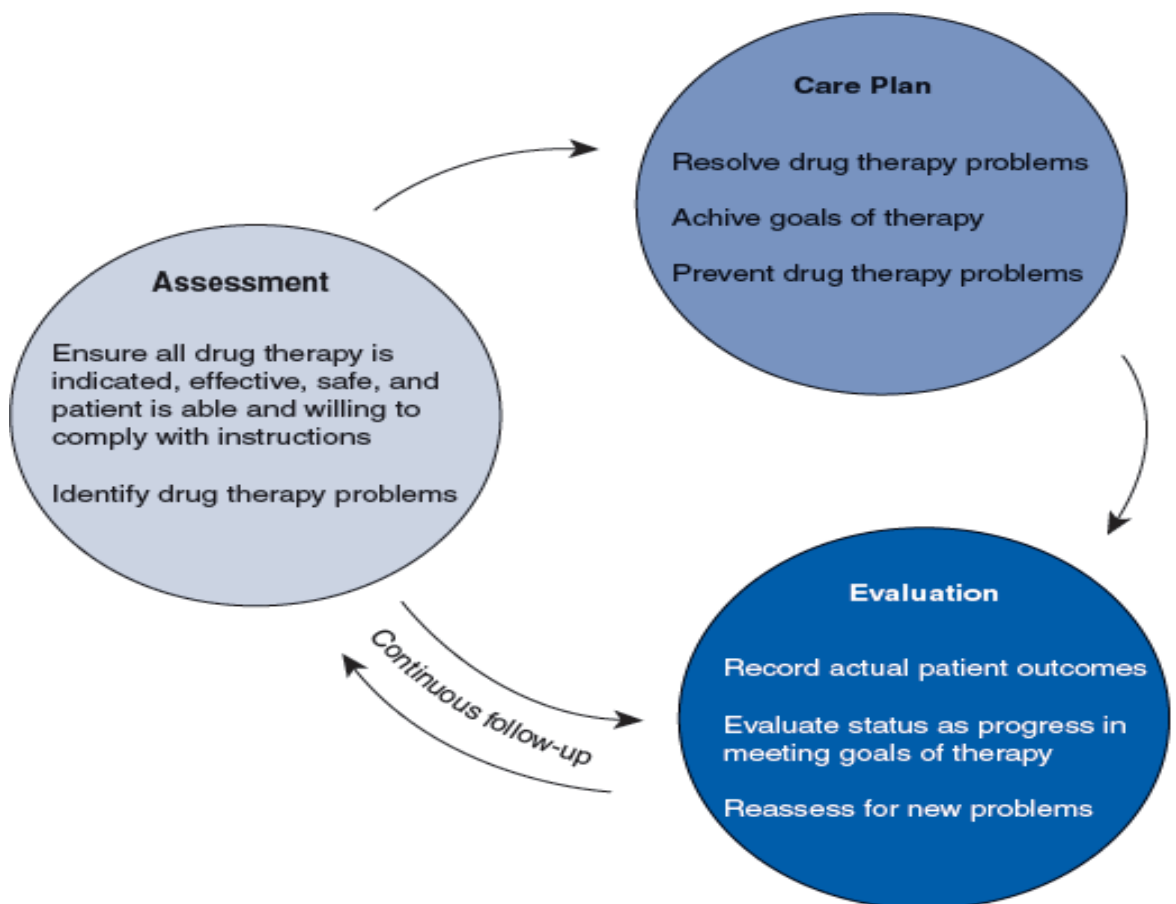 Assessment
Ensure all drug therapy is
indicated, effective, safe, and
patient is able and willing to
comply with instructions
Identify drug therapy problems
Care Plan
Resolve drug therapy problems
Achive goals of therapy
Prevent drug therapy problems
Evaluation
Record actual patient outcomes
Evaluate status as progress in
meeting goals of therapy
Reassess for new problems
Continuous follow-up